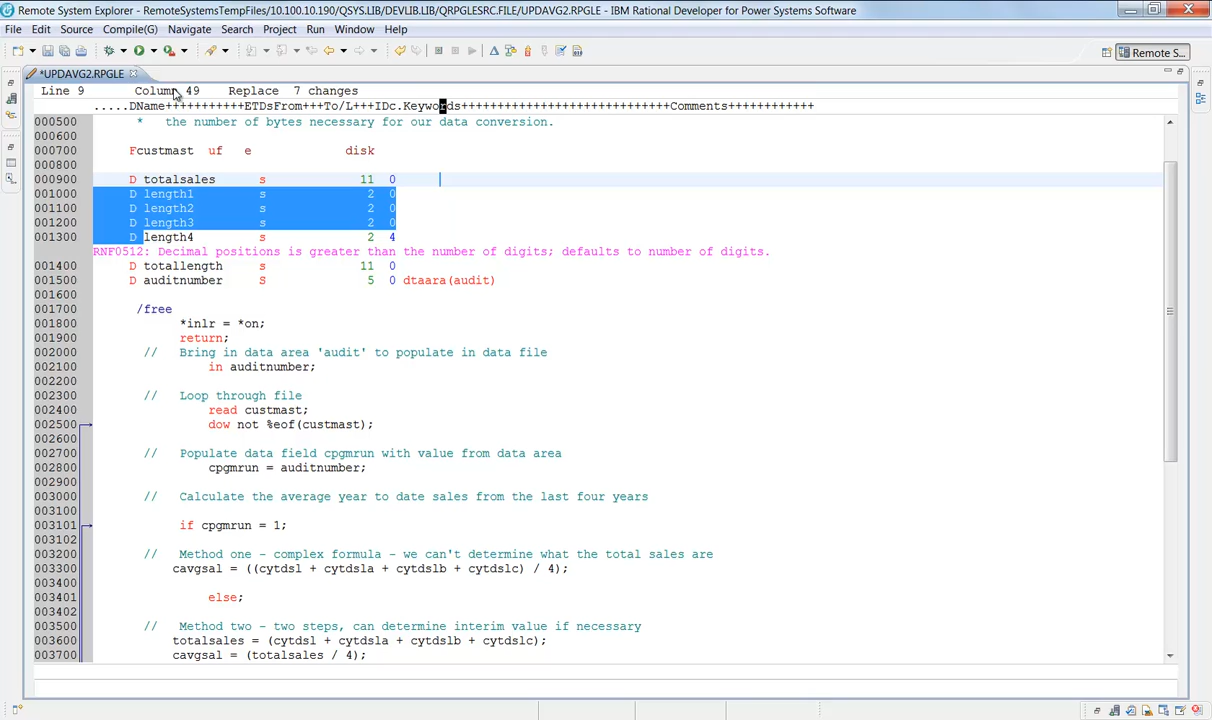 Remote System Explorer - RemoteSystemsTempFiles/10.100.10.190/QSYS.LIB/DEVLIB.LIB/QRPGLESRC.FILE/UPDAVG2.RPGLE - IBM Rational Developer for Power Systems Software
File Edit Source Compile(G) Navigate Search Project Run Window Help
Remote S...
*UPDAVG2.RPGLE
Line 9 Column 49 Replace 7 changes
.....DName+++++++++++ETDsFrom+++To/L+++IDc.Keywords+++++++++++++++++++++++++++++Comments++++++++++++
000500 * the number of bytes necessary for our data conversion.
000600
000700 Fcustmast uf e disk
000800
000900 D totalsales s 11 0
001000 D length1 s 2 0
001100 D length2 s 2 0
001200 D length3 s 2 0
001300 D length4 s 2 4
RNF0512: Decimal positions is greater than the number of digits; defaults to number of digits.
001400 D totallength s 11 0
001500 D auditnumber S 5 0 dtaara(audit)
001600
001700 /free
001800 *inlr = *on;
001900 return;
002000 // Bring in data area 'audit' to populate in data file
002100 in auditnumber;
002200
002300 // Loop through file
002400 read custmast;
002500 dow not %eof(custmast);
002600
002700 // Populate data field cpgmrun with value from data area
002800 cpgmrun = auditnumber;
002900
003000 // Calculate the average year to date sales from the last four years
003100
003101 if cpgmrun = 1;
003102
003200 // Method one - complex formula - we can't determine what the total sales are
003300 cavgsal = ((cytdsl + cytdsla + cytdslb + cytdslc) / 4);
003400
003401 else;
003402
003500 // Method two - two steps, can determine interim value if necessary
003600 totalsales = (cytdsl + cytdsla + cytdslb + cytdslc);
003700 cavgsal = (totalsales / 4);